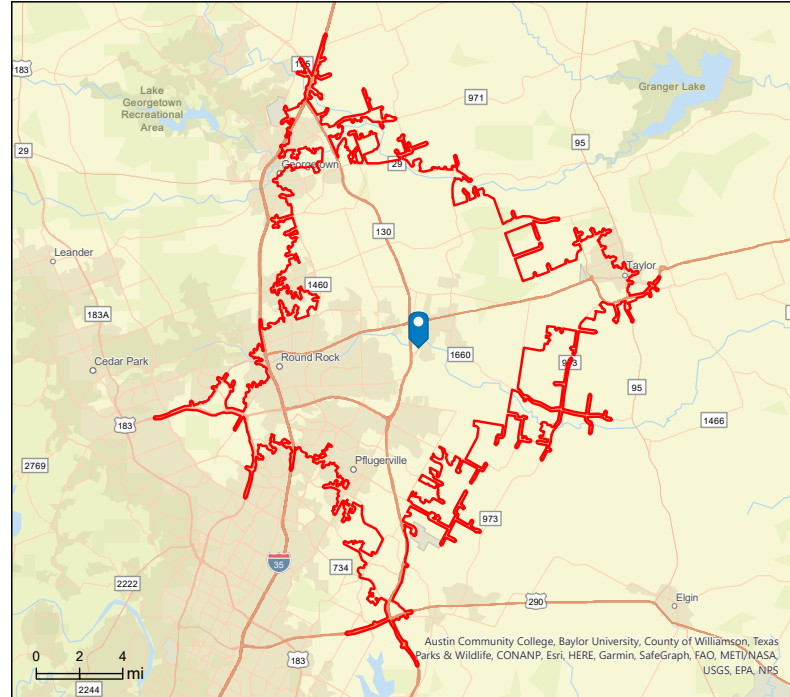 183
195
971
Lake
Georgetown
Recreational
Area
Granger Lake
29
95
Georgetown
29
130
Leander
Taylor
1460
183A
Cedar Park
Round Rock
1660
973
95
183
1466
2769
Pflugerville
973
35
734
2222
290
Elgin
Austin Community College, Baylor University, County of Williamson, Texas
Parks & Wildlife, CONANP, Esri, HERE, Garmin, SafeGraph, FAO, METI/NASA,
USGS, EPA, NPS
0 2 4
mi
183
2244